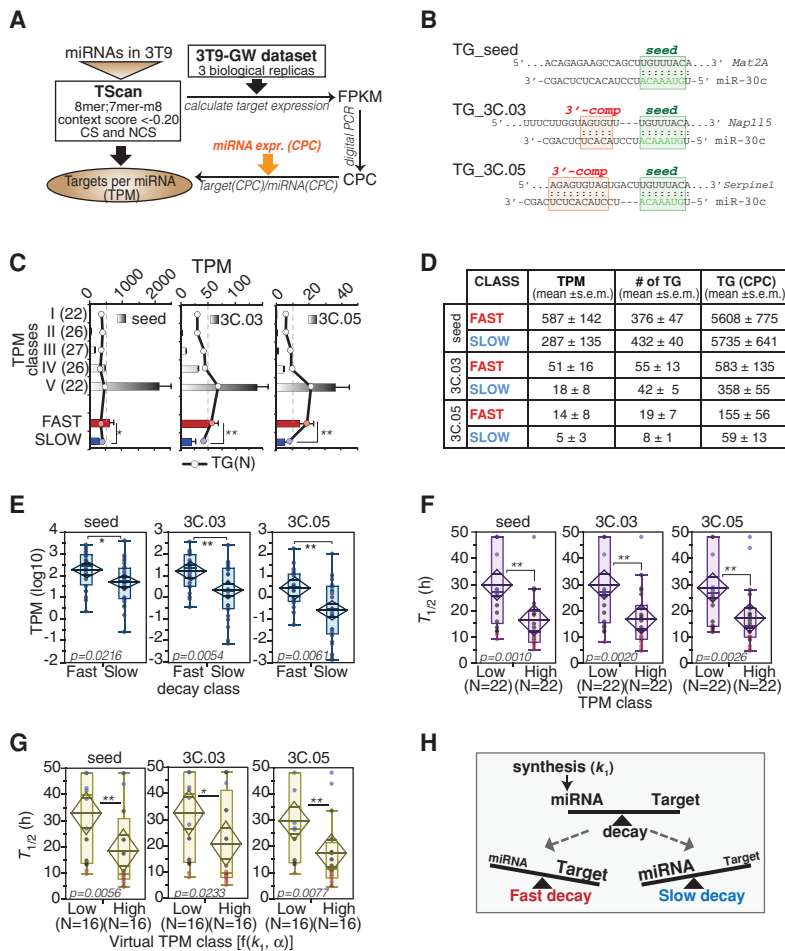 A
miRNAs in 3T9
TScan
8mer;7mer-m8
context score <-0.20
CS and NCS
3T9-GW dataset
3 biological replicas
calculate target expression
FPKM
digital PCR
miRNA expr. (CPC)
CPC
Target(CPC)/miRNA(CPC)
Targets per miRNA
(TPM)
B
TG_seed
seed
5'...ACAGAGAAGCCAGCTUGUUUACA...3' Mat2A
3'-CGACUCUCACAUCCUACAAAUGU-5' miR-30c
TG_3C.03
3'-comp
seed
5'...UUUCTUGGUAGUGUU---UGUUUACA...3' Nap1l5
3'-CGACUCUCACAUCCUACAAAUGU-5' miR-30c
TG_3C.05
3'-comp
seed
5'...AGAGUGUAGUGACTUGUUUACA...3' Serpine1
3'-CGACUCUCACAUCCU---ACAAAUGU-5' miR-30c
C
TPM
0 1000 2000
0 50 100
0 20 40
TPM classes
I (22)
II (26)
III (27)
IV (26)
V (22)
FAST
SLOW
seed
3C.03
3C.05
*
**
**
TG(N)
D
CLASS TPM (mean ±s.e.m.) # of TG (mean ±s.e.m.) TG (CPC) (mean ±s.e.m.)
seed
FAST 587 ± 142 376 ± 47 5608 ± 775
SLOW 287 ± 135 432 ± 40 5735 ± 641
3C.03
FAST 51 ± 16 55 ± 13 583 ± 135
SLOW 18 ± 8 42 ± 5 358 ± 55
3C.05
FAST 14 ± 8 19 ± 7 155 ± 56
SLOW 5 ± 3 8 ± 1 59 ± 13
E
seed 3C.03 3C.05
TPM (log10)
4
3
2
1
0
-1
-2
-3
* ** **
p=0.0216 p=0.0054 p=0.0061
Fast Slow Fast Slow Fast Slow
decay class
F
seed 3C.03 3C.05
T1/2 (h)
50
40
30
20
10
0
** ** **
p=0.0010 p=0.0020 p=0.0026
Low High Low High Low High
(N=22) (N=22) (N=22) (N=22) (N=22) (N=22)
TPM class
G
seed 3C.03 3C.05
T1/2 (h)
50
40
30
20
10
0
** * **
p=0.0056 p=0.0233 p=0.0077
Low High Low High Low High
(N=16) (N=16) (N=16) (N=16) (N=16) (N=16)
Virtual TPM class [f(k1, α)]
H
synthesis (k1)
miRNA Target
decay
miRNA Target
Fast decay
miRNA Target
Slow decay